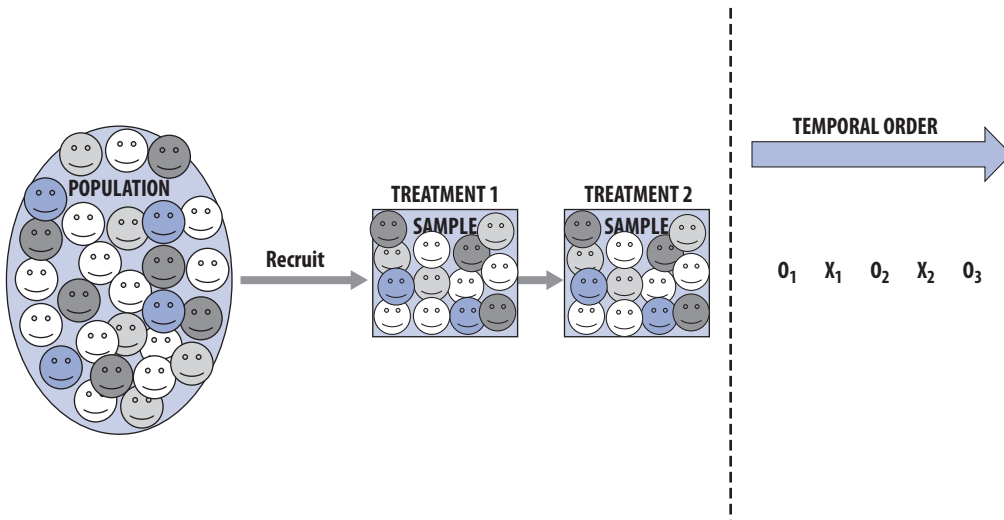 POPULATION
Recruit
TREATMENT 1
SAMPLE
TREATMENT 2
SAMPLE
TEMPORAL ORDER
O₁ X₁ O₂ X₂ O₃